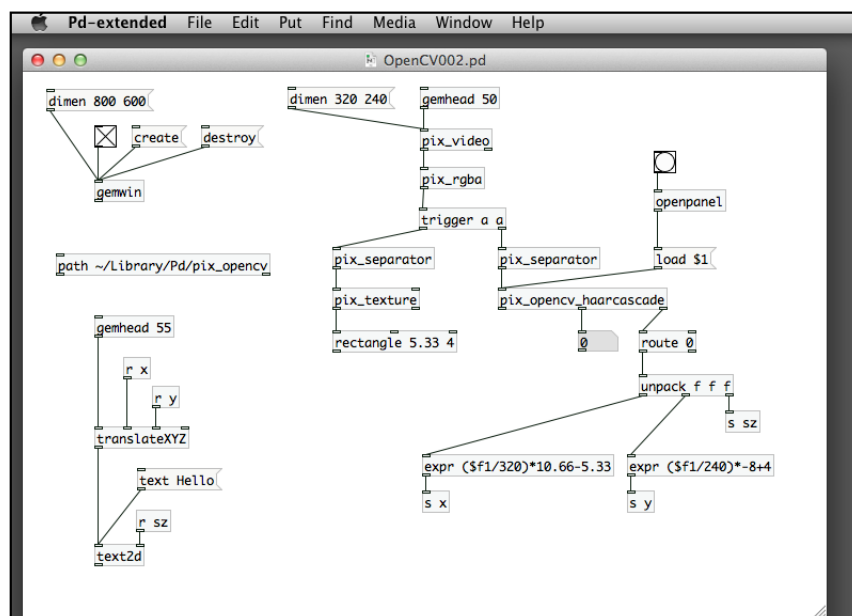 Pd-extended File Edit Put Find Media Window Help
OpenCV002.pd
dimen 800 600
create
destroy
gemwin
path ~/Library/Pd/pix_opencv
gemhead 55
r x
r y
translateXYZ
text Hello
r sz
text2d
dimen 320 240
gemhead 50
pix_video
pix_rgba
trigger a a
pix_separator
pix_separator
pix_texture
rectangle 5.33 4
openpanel
load $1
pix_opencv_haarcascade
0
route 0
unpack f f f
s sz
expr ($f1/320)*10.66-5.33
expr ($f1/240)*-8+4
s x
s y